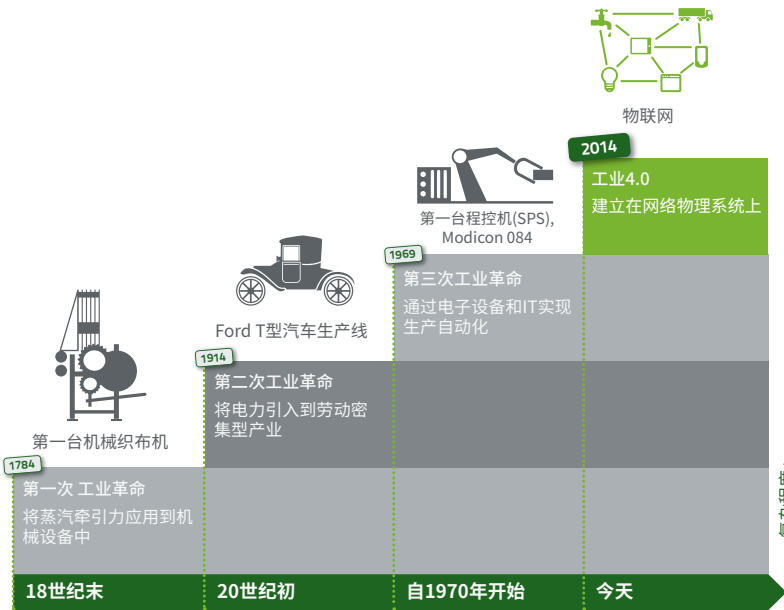 物联网
2014
工业4.0
建立在网络物理系统上
第一台程控机(SPS),
Modicon 084
1969
第三次工业革命
通过电子设备和IT实现
生产自动化
Ford T型汽车生产线
1914
第二次工业革命
将电力引入到劳动密
集型产业
第一台机械织布机
1784
第一次 工业革命
将蒸汽牵引力应用到机
械设备中
18世纪末
20世纪初
自1970年开始
今天